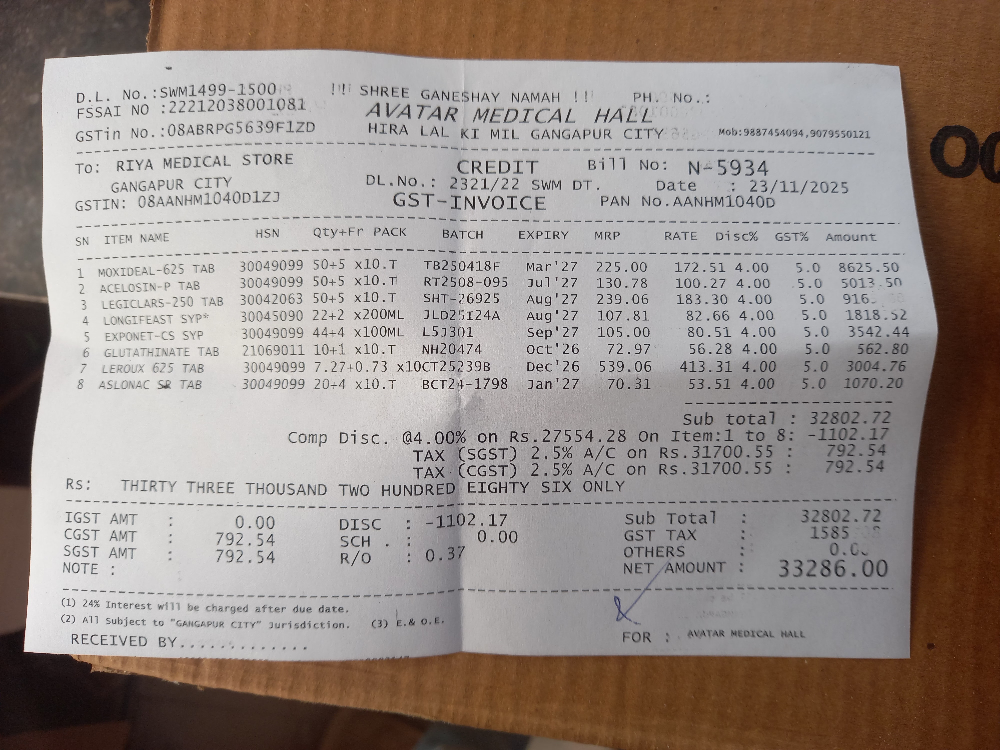 D.L. No.:SWM1499-1500 !!! SHREE GANESHAY NAMAH !! PH. No.:
FSSAI NO :22212038001081 AVATAR MEDICAL HALL
GSTin No.:08ABRPG5639F1ZD HIRA LAL KI MIL GANGAPUR CITY Mob:9887454094,9079550121
To: RIYA MEDICAL STORE CREDIT Bill No: N-5934
GANGAPUR CITY DL.No.: 2321/22 SWM DT. Date : 23/11/2025
GSTIN: 08AANHM1040D1ZJ GST-INVOICE PAN No.AANHM1040D
SN ITEM NAME HSN Qty+Fr PACK BATCH EXPIRY MRP RATE Disc% GST% Amount
1 MOXIDEAL-625 TAB 30049099 50+5 x10.T TB250418F Mar'27 225.00 172.51 4.00 5.0 8625.50
2 ACELOSIN-P TAB 30049099 50+5 x10.T RT2508-095 Jul'27 130.78 100.27 4.00 5.0 5013.50
3 LEGICLARS-250 TAB 30042063 50+5 x10.T SHT-26925 Aug'27 239.06 183.30 4.00 5.0 916
4 LONGIFEAST SYP* 30045090 22+2 x200ML JLD25124A Aug'27 107.81 82.66 4.00 5.0 1818.52
5 EXPONET-CS SYP 30049099 44+4 x100ML L5J301 Sep'27 105.00 80.51 4.00 5.0 3542.44
6 GLUTATHINATE TAB 21069011 10+1 x10.T NH20474 Oct'26 72.97 56.28 4.00 5.0 562.80
7 LEROUX 625 TAB 30049099 7.27+0.73 x10CT25239B Dec'26 539.06 413.31 4.00 5.0 3004.76
8 ASLONAC SR TAB 30049099 20+4 x10.T BCT24-1798 Jan'27 70.31 53.51 4.00 5.0 1070.20
Sub total : 32802.72
Comp Disc. @4.00% on Rs.27554.28 On Item:1 to 8: -1102.17
TAX (SGST) 2.5% A/C on Rs.31700.55 : 792.54
TAX (CGST) 2.5% A/C on Rs.31700.55 : 792.54
Rs: THIRTY THREE THOUSAND TWO HUNDRED EIGHTY SIX ONLY
IGST AMT : 0.00 DISC : -1102.17 Sub Total : 32802.72
CGST AMT : 792.54 SCH . : 0.00 GST TAX : 1585
SGST AMT : 792.54 R/O : 0.37 OTHERS : 0.0
NOTE : NET AMOUNT : 33286.00
(1) 24% Interest will be charged after due date.
(2) All Subject to "GANGAPUR CITY" Jurisdiction. (3) E.& O.E.
RECEIVED BY............. FOR : AVATAR MEDICAL HALL